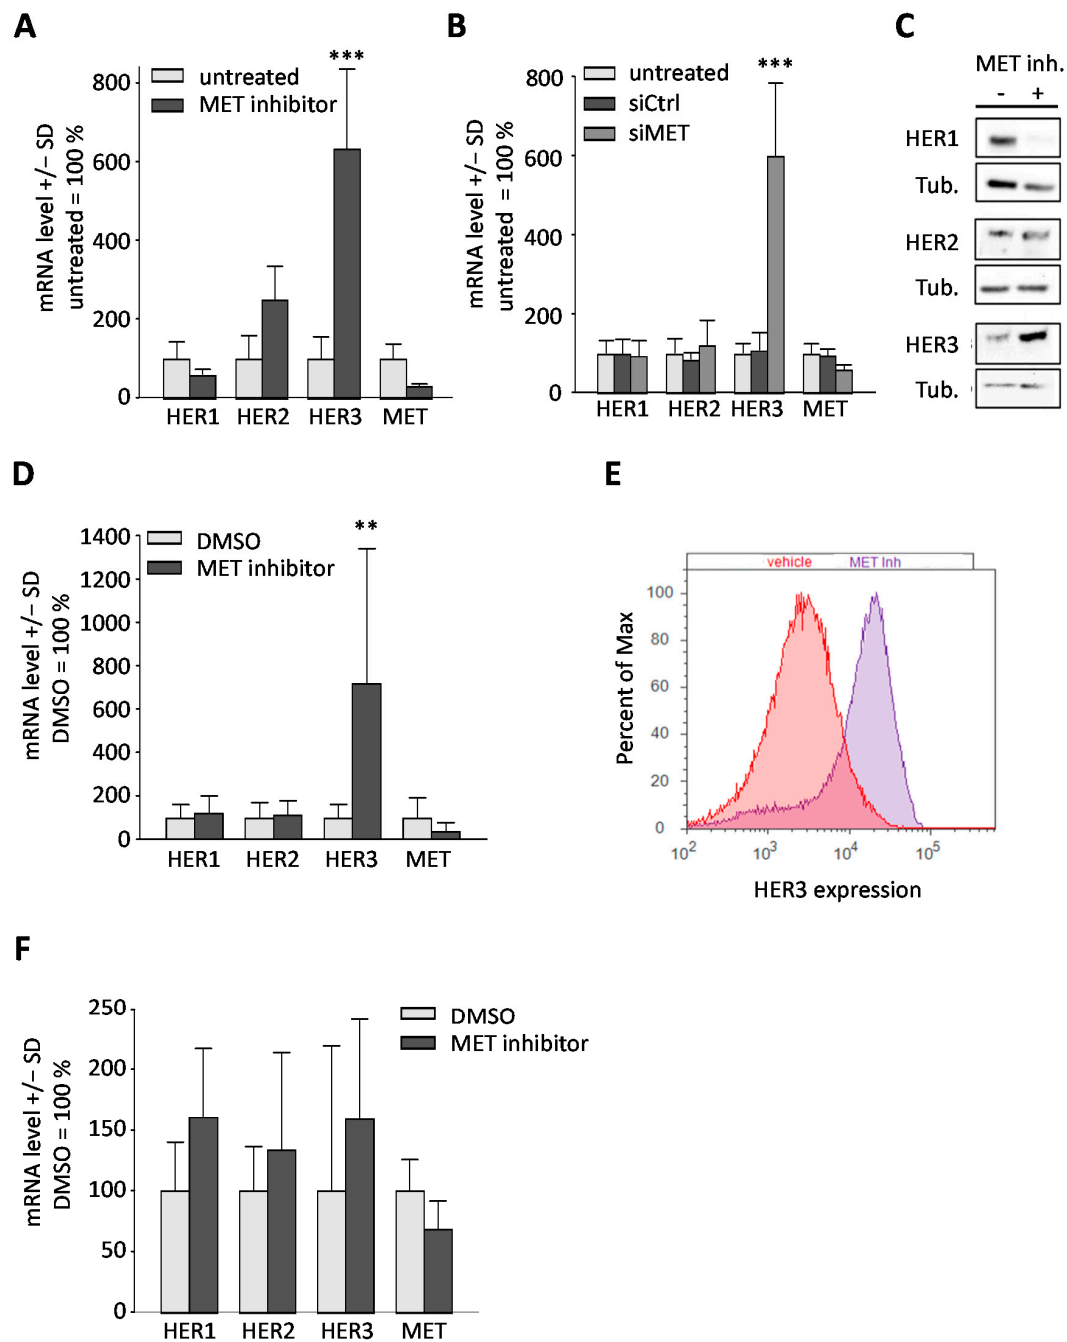 A
***
800
600
400
200
0
mRNA level +/− SD
untreated = 100 %
untreated
MET inhibitor
HER1 HER2 HER3 MET
B
***
800
600
400
200
0
mRNA level +/− SD
untreated = 100 %
untreated
siCtrl
siMET
HER1 HER2 HER3 MET
C
MET inh.
- +
HER1
Tub.
HER2
Tub.
HER3
Tub.
D
**
1400
1200
1000
800
600
400
200
0
mRNA level +/− SD
DMSO = 100 %
DMSO
MET inhibitor
HER1 HER2 HER3 MET
E
vehicle MET Inh
100
80
60
40
20
0
Percent of Max
10² 10³ 10⁴ 10⁵
HER3 expression
F
250
200
150
100
50
0
mRNA level +/− SD
DMSO = 100 %
DMSO
MET inhibitor
HER1 HER2 HER3 MET